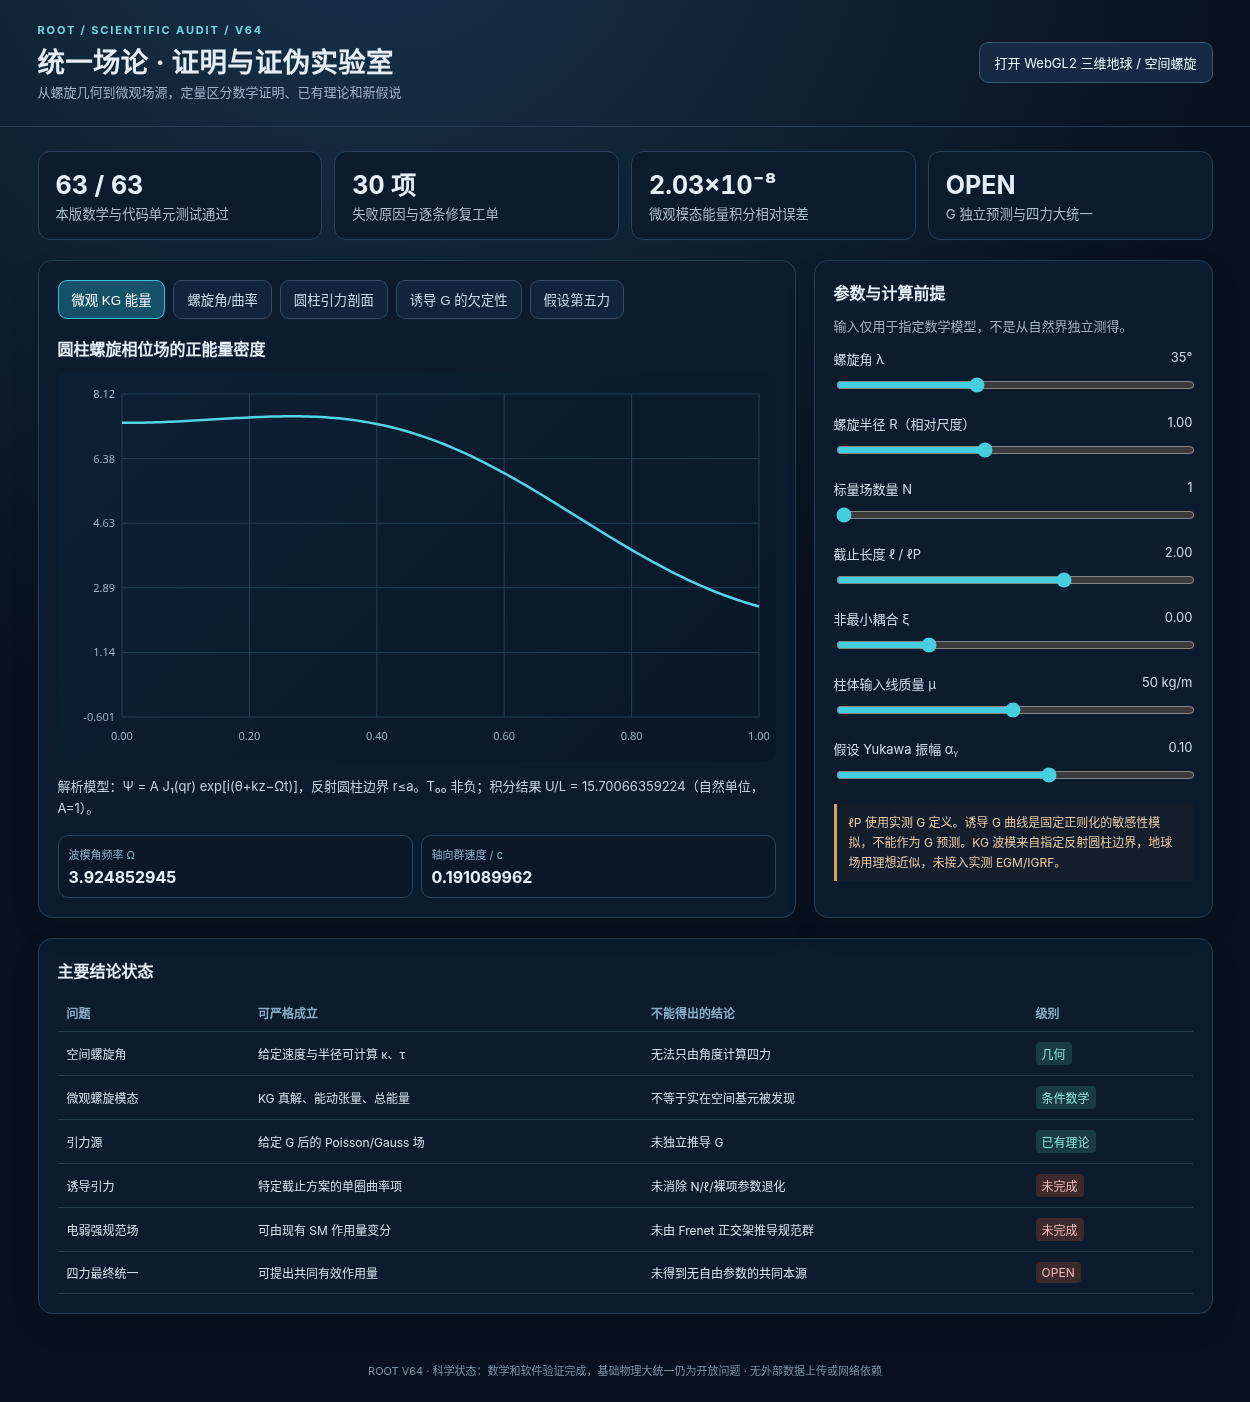 ROOT / SCIENTIFIC AUDIT / V64
统一场论 · 证明与证伪实验室
从螺旋几何到微观场源，定量区分数学证明、已有理论和新假说
打开 WebGL2 三维地球 / 空间螺旋
63 / 63
本版数学与代码单元测试通过
30 项
失败原因与逐条修复工单
2.03×10⁻⁸
微观模态能量积分相对误差
OPEN
G 独立预测与四力大统一
微观 KG 能量
螺旋角/曲率
圆柱引力剖面
诱导 G 的欠定性
假设第五力
圆柱螺旋相位场的正能量密度
8.12
6.38
4.63
2.89
1.14
-0.601
0.00
0.20
0.40
0.60
0.80
1.00
解析模型：Ψ = A J₁(qr) exp[i(θ+kz−Ωt)]，反射圆柱边界 r≤a。T₀₀ 非负；积分结果 U/L = 15.70066359224（自然单位，
A=1）。
波模角频率 Ω
3.924852945
轴向群速度 / c
0.191089962
参数与计算前提
输入仅用于指定数学模型，不是从自然界独立测得。
螺旋角 λ
35°
螺旋半径 R（相对尺度）
1.00
标量场数量 N
1
截止长度 ℓ / ℓP
2.00
非最小耦合 ξ
0.00
柱体输入线质量 μ
50 kg/m
假设 Yukawa 振幅 αᵧ
0.10
ℓP 使用实测 G 定义。诱导 G 曲线是固定正则化的敏感性模
拟，不能作为 G 预测。KG 波模来自指定反射圆柱边界，地球
场用理想近似，未接入实测 EGM/IGRF。
主要结论状态
问题
可严格成立
不能得出的结论
级别
空间螺旋角
给定速度与半径可计算 κ、τ
无法只由角度计算四力
几何
微观螺旋模态
KG 真解、能动张量、总能量
不等于实在空间基元被发现
条件数学
引力源
给定 G 后的 Poisson/Gauss 场
未独立推导 G
已有理论
诱导引力
特定截止方案的单圈曲率项
未消除 N/ℓ/裸项参数退化
未完成
电弱强规范场
可由现有 SM 作用量变分
未由 Frenet 正交架推导规范群
未完成
四力最终统一
可提出共同有效作用量
未得到无自由参数的共同本源
OPEN
ROOT V64 · 科学状态：数学和软件验证完成，基础物理大统一仍为开放问题 · 无外部数据上传或网络依赖